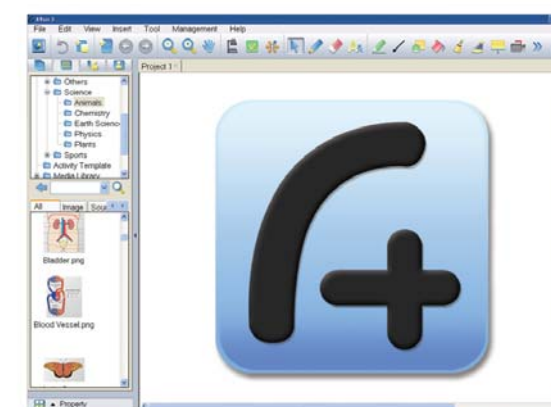 File Edit View Insert Tool Management Help
Project 1
Others
Science
Animals
Chemistry
Earth Science
Physics
Plants
Sports
Activity Template
Media Library
All Image Sou
Bladder.png
Blood Vessel.png
Property